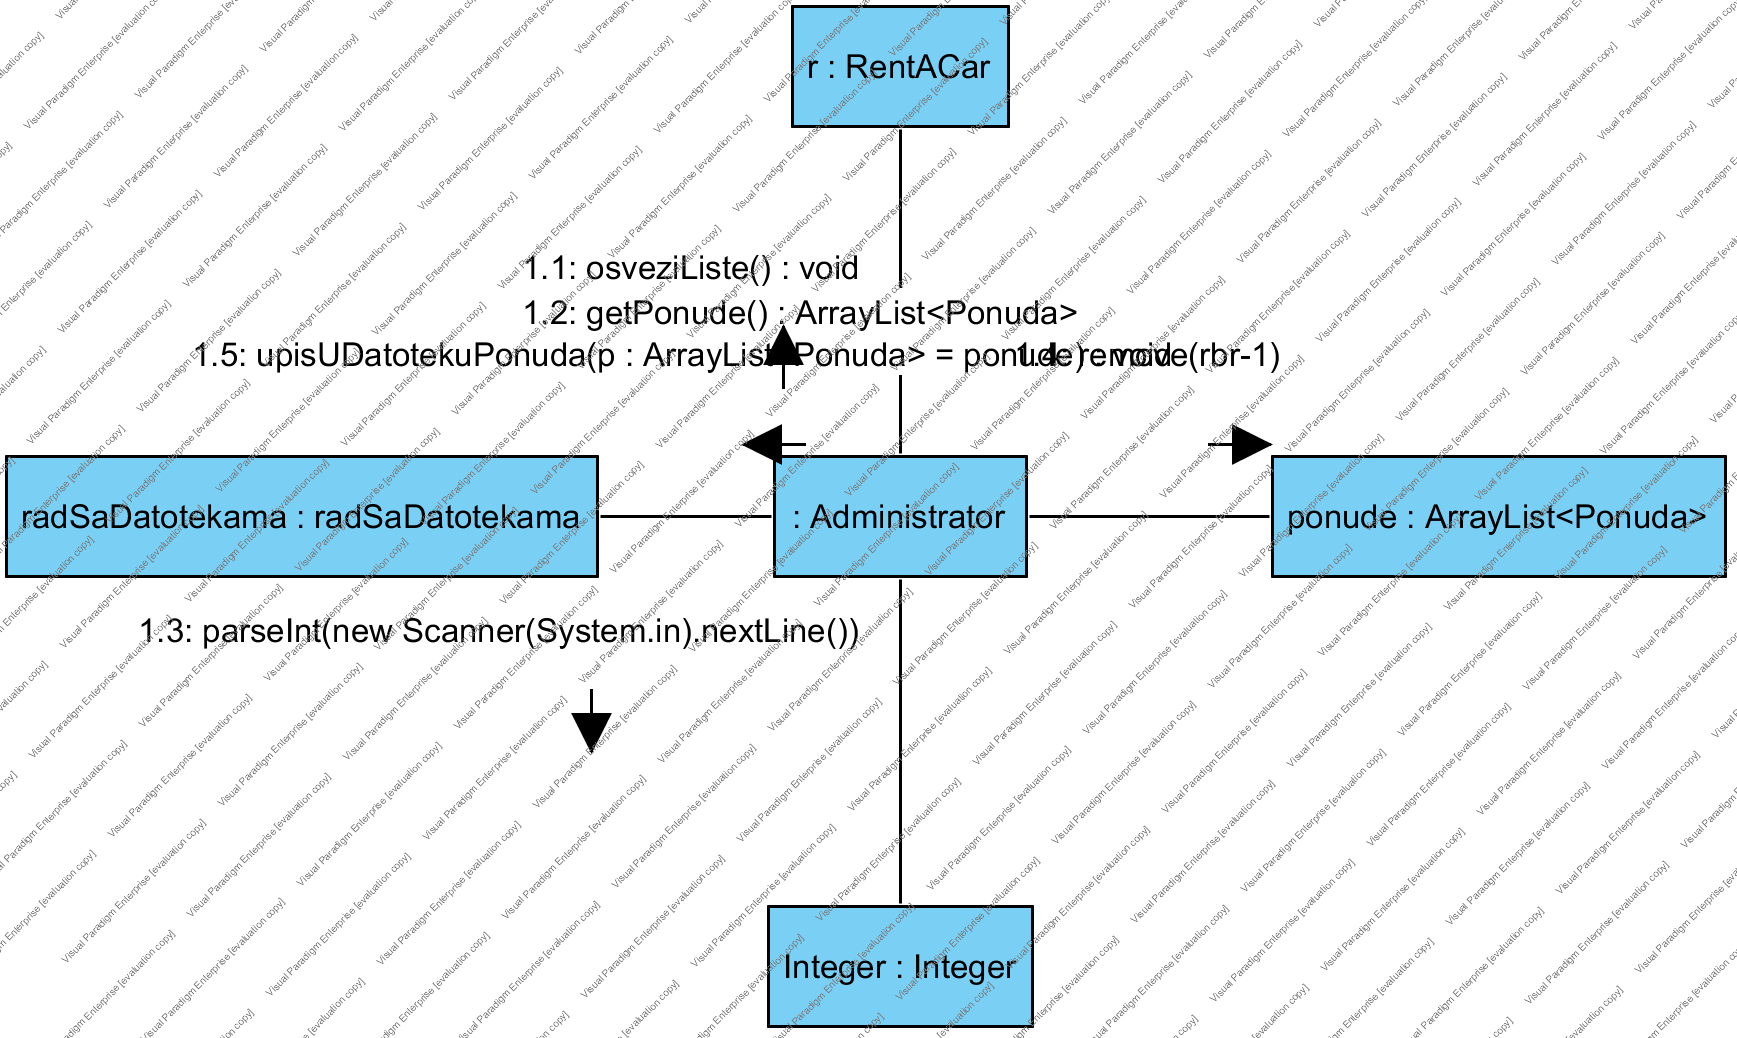 r : RentACar
1.1: osveziListe() : void
1.2: getPonude() : ArrayList<Ponuda>
1.5: upisUDatotekuPonuda(p : ArrayList<Ponuda> = ponude) : void
1.4: remove(rbr-1)
radSaDatotekama : radSaDatotekama
: Administrator
ponude : ArrayList<Ponuda>
1.3: parseInt(new Scanner(System.in).nextLine())
Integer : Integer
Visual Paradigm Enterprise [evaluation copy]